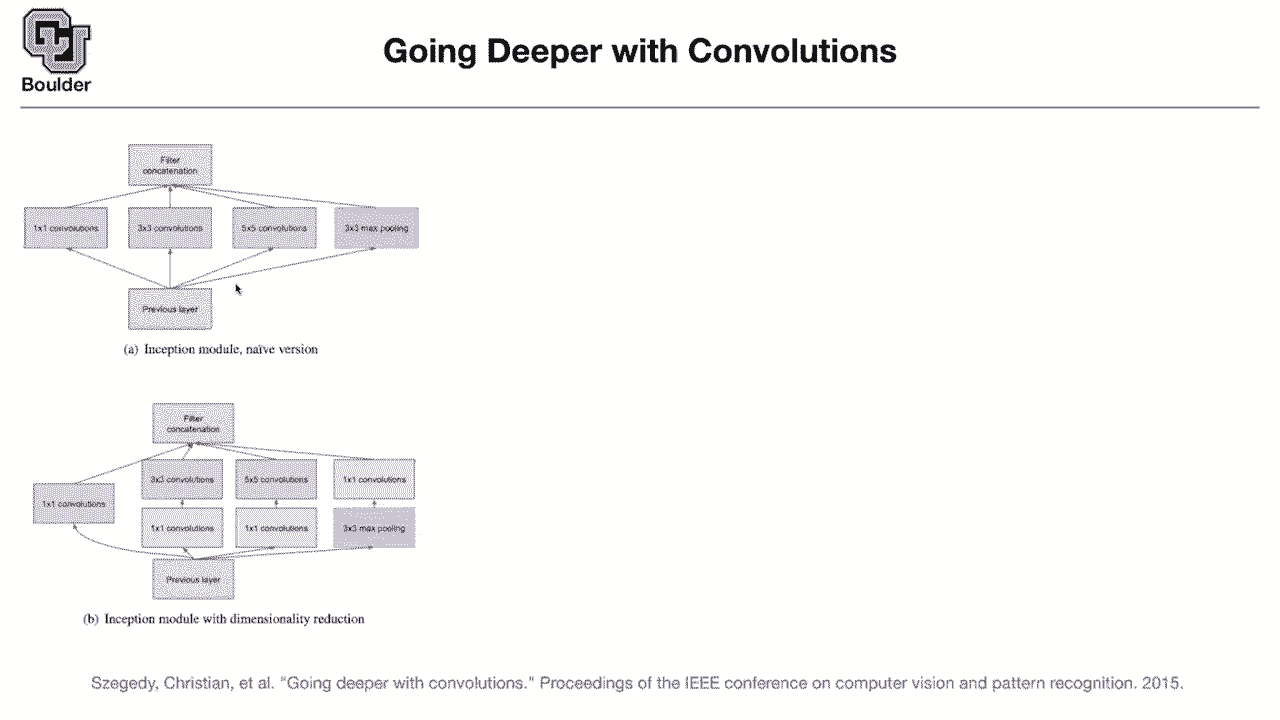 Boulder
Going Deeper with Convolutions
Filter
concatenation
1x1 convolutions
3x3 convolutions
5x5 convolutions
3x3 max pooling
Previous layer
(a) Inception module, naïve version
Filter
concatenation
3x3 convolutions
5x5 convolutions
1x1 convolutions
1x1 convolutions
1x1 convolutions
1x1 convolutions
3x3 max pooling
Previous layer
(b) Inception module with dimensionality reduction
Szegedy, Christian, et al. "Going deeper with convolutions." Proceedings of the IEEE conference on computer vision and pattern recognition. 2015.